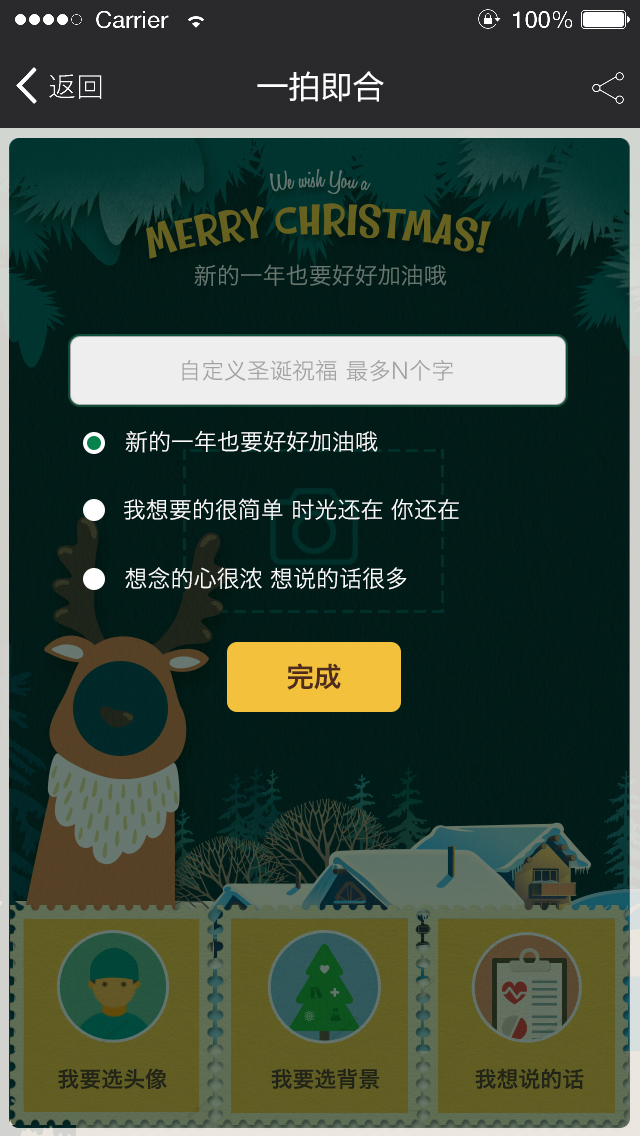 Carrier 100%
返回 一拍即合
We wish You a
MERRY CHRISTMAS!
新的一年也要好好加油哦
自定义圣诞祝福 最多N个字
新的一年也要好好加油哦
我想要的很简单 时光还在 你还在
想念的心很浓 想说的话很多
完成
我要选头像 我要选背景 我想说的话